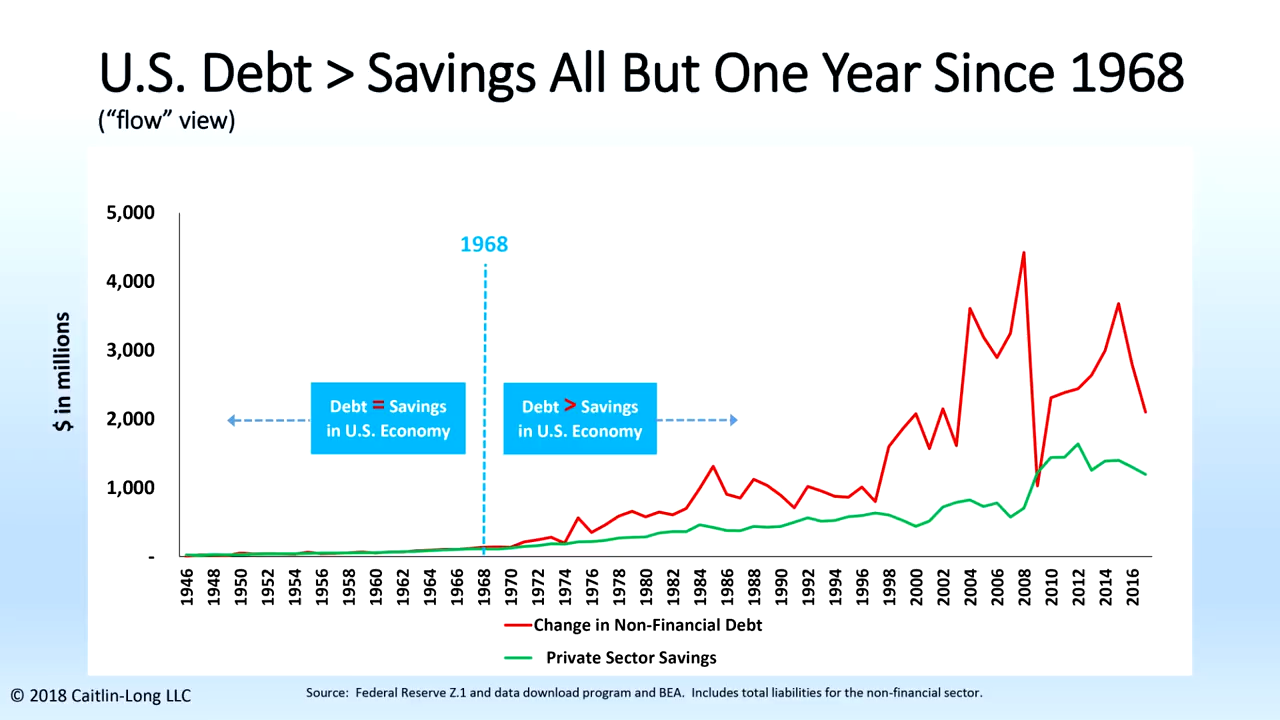 U.S. Debt > Savings All But One Year Since 1968
(“flow” view)
5,000
4,000
3,000
2,000
1,000
-
$ in millions
1968
Debt = Savings
in U.S. Economy
Debt > Savings
in U.S. Economy
1946 1948 1950 1952 1954 1956 1958 1960 1962 1964 1966 1968 1970 1972 1974 1976 1978 1980 1982 1984 1986 1988 1990 1992 1994 1996 1998 2000 2002 2004 2006 2008 2010 2012 2014 2016
Change in Non-Financial Debt
Private Sector Savings
© 2018 Caitlin-Long LLC
Source: Federal Reserve Z.1 and data download program and BEA. Includes total liabilities for the non-financial sector.